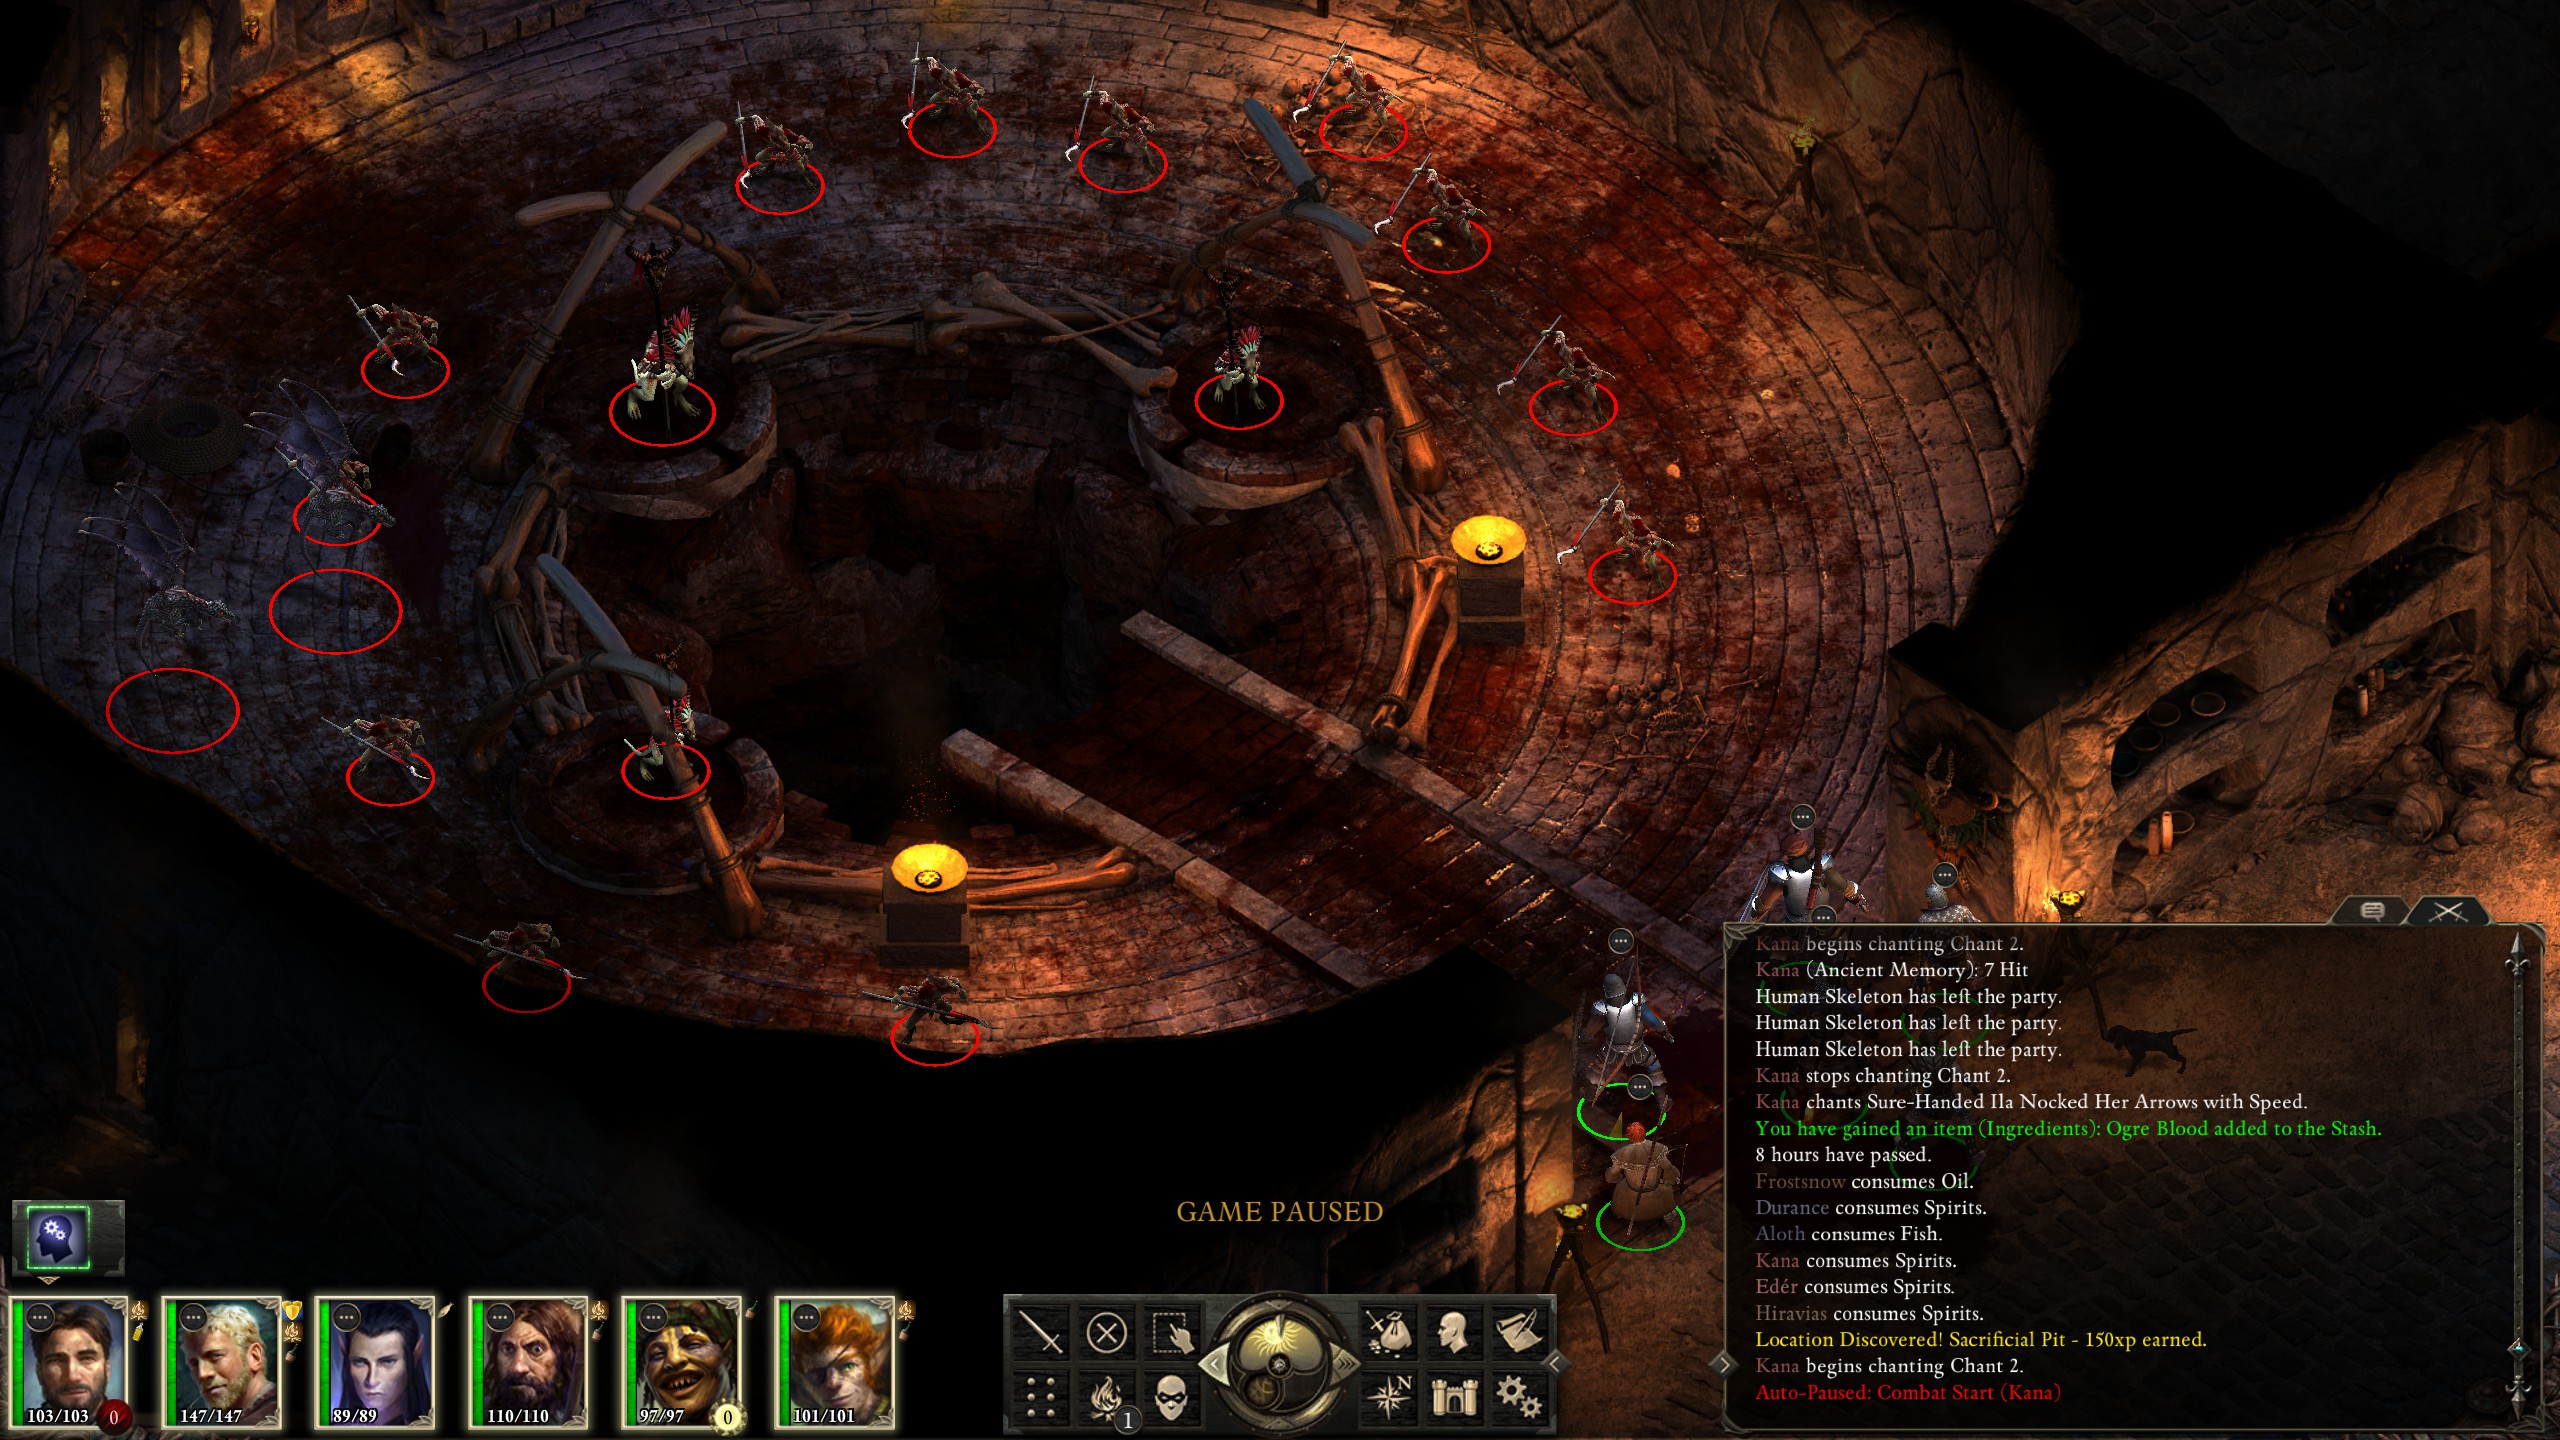 Kana begins chanting Chant 2.
Kana (Ancient Memory): 7 Hit
Human Skeleton has left the party.
Human Skeleton has left the party.
Human Skeleton has left the party.
Kana stops chanting Chant 2.
Kana chants Sure-Handed Ila Nocked Her Arrows with Speed.
You have gained an item (Ingredients): Ogre Blood added to the Stash.
8 hours have passed.
Frostsnow consumes Oil.
Durance consumes Spirits.
Aloth consumes Fish.
Kana consumes Spirits.
Edér consumes Spirits.
Hiravias consumes Spirits.
Location Discovered! Sacrificial Pit - 150xp earned.
Kana begins chanting Chant 2.
Auto-Paused: Combat Start (Kana)
GAME PAUSED
103/103 0
147/147
89/89
110/110
97/97 0
101/101
1
N